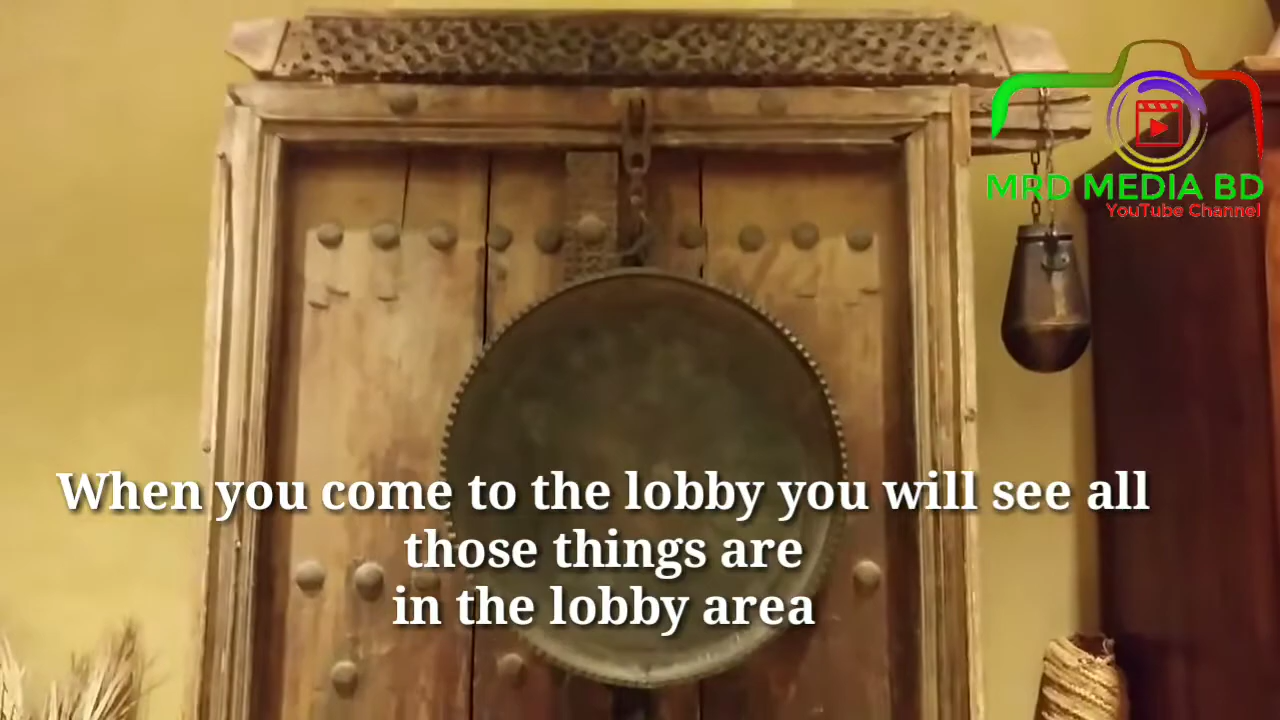 MRD MEDIA BD
YouTube Channel
When you come to the lobby you will see all
those things are
in the lobby area